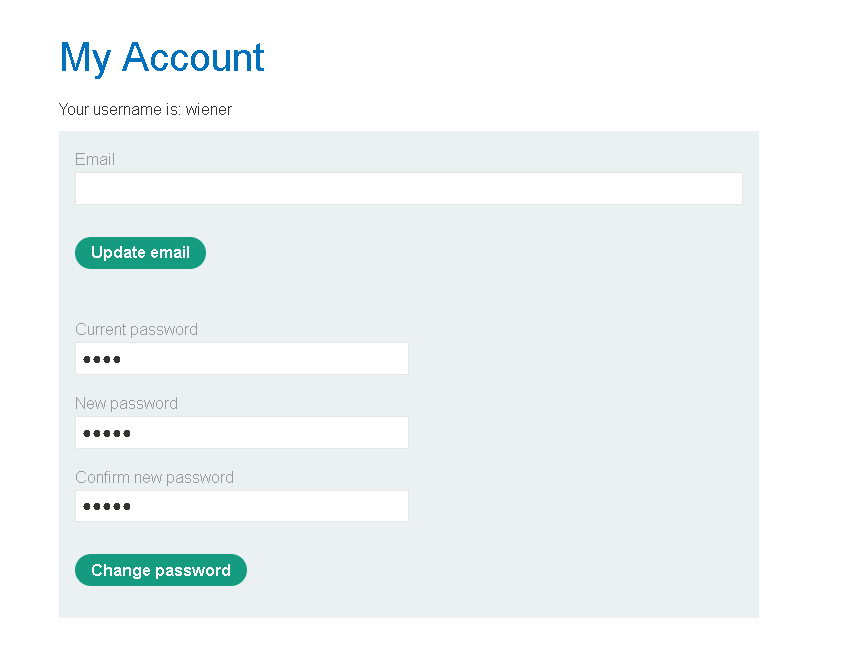 My Account
Your username is: wiener
Email
Update email
Current password
••••
New password
•••••
Confirm new password
•••••
Change password